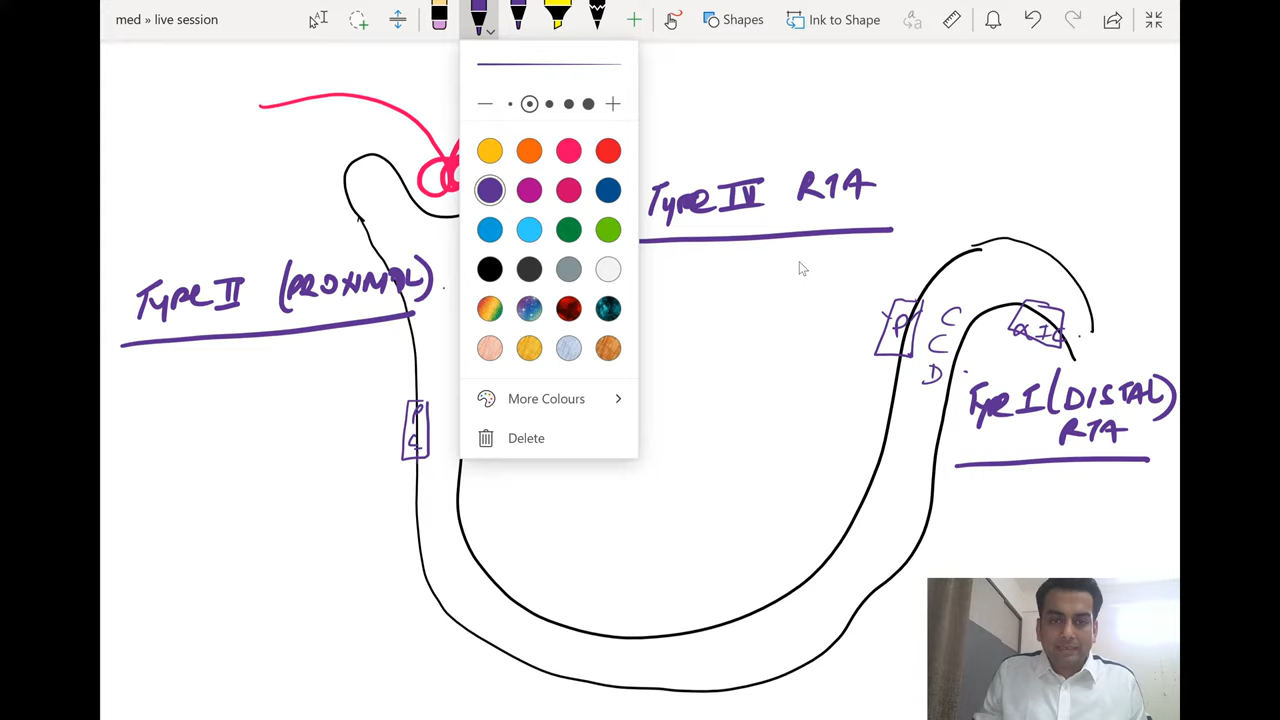 med » live session
Shapes
Ink to Shape
Type IV RTA
Type II (PROXIMAL)
P
C
C
C
D
P
α IC
Type I (DISTAL)
RTA
More Colours
Delete